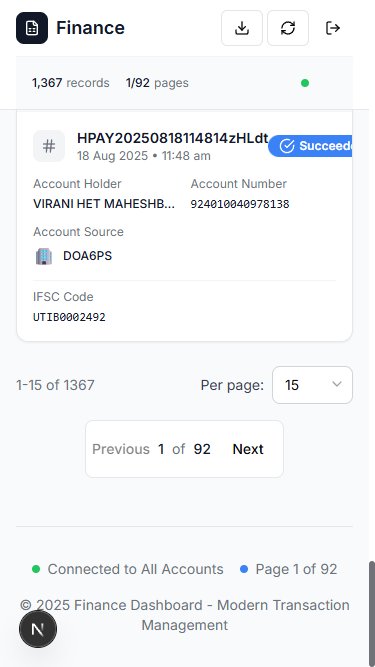 Finance
1,367 records 1/92 pages
HPAY20250818114814zHLdt
Succeede
18 Aug 2025 • 11:48 am
Account Holder Account Number
VIRANI HET MAHESHB... 924010040978138
Account Source
DOA6PS
IFSC Code
UTIB0002492
1-15 of 1367 Per page: 15
Previous 1 of 92 Next
Connected to All Accounts Page 1 of 92
© 2025 Finance Dashboard - Modern Transaction
Management
N